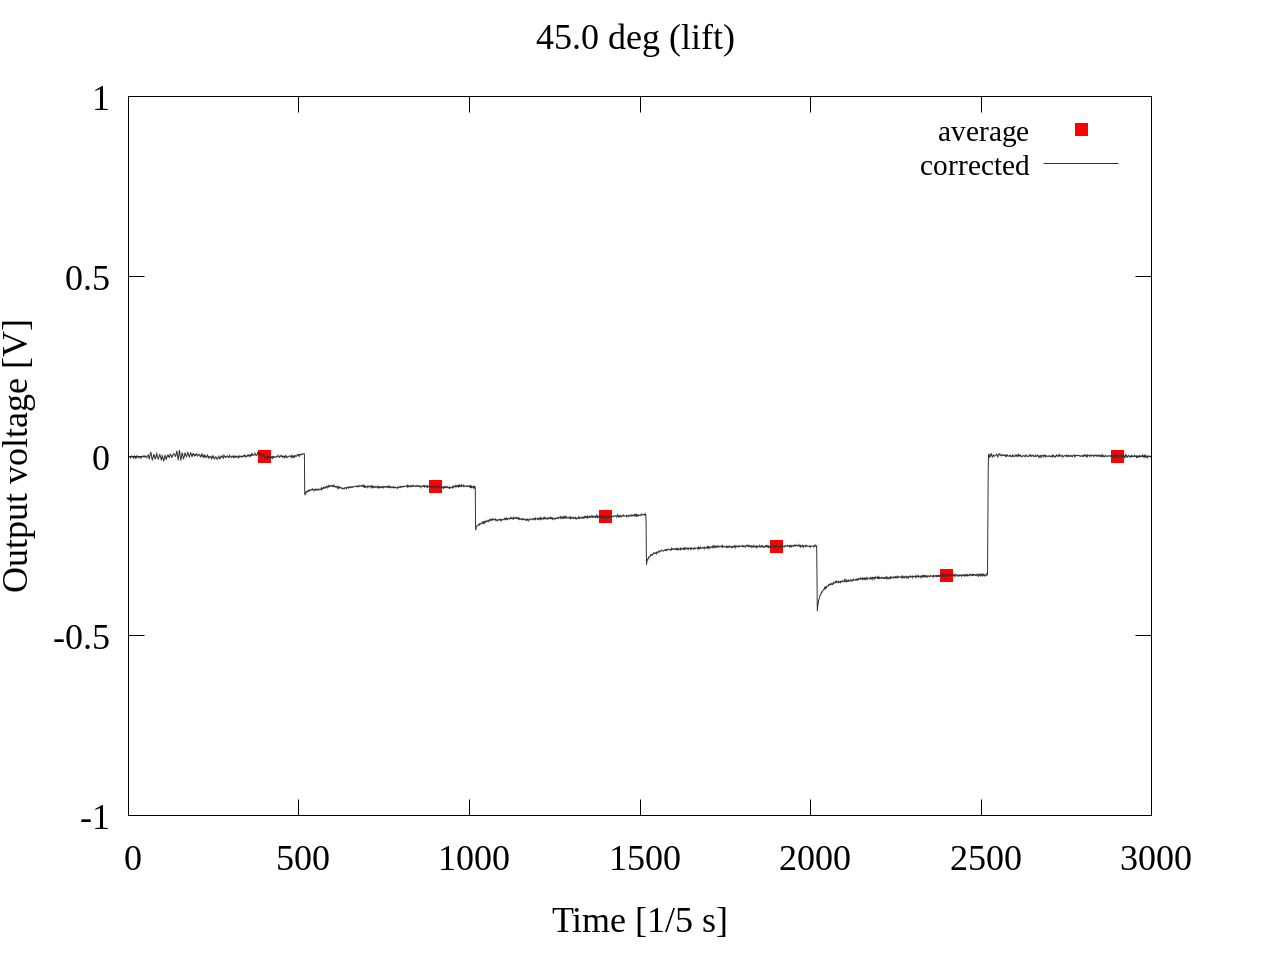 45.0 deg (lift)
average
corrected
1
0.5
0
-0.5
-1
Output voltage [V]
0 500 1000 1500 2000 2500 3000
Time [1/5 s]